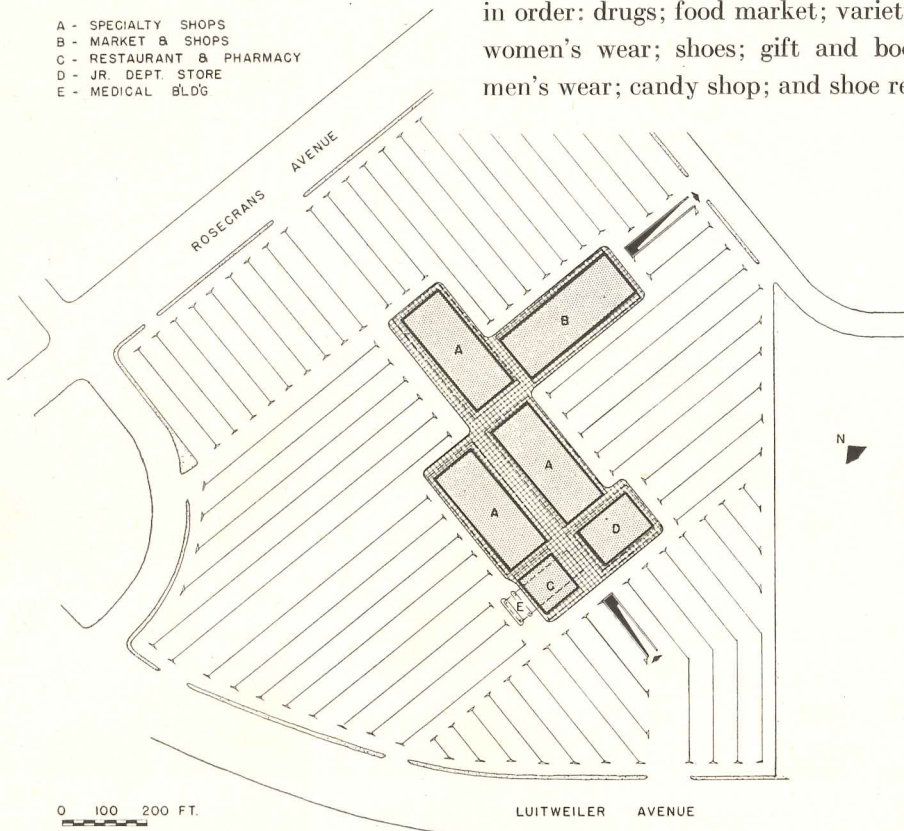 A - SPECIALTY SHOPS
B - MARKET & SHOPS
C - RESTAURANT & PHARMACY
D - JR. DEPT. STORE
E - MEDICAL B'LD'G
in order: drugs; food market; variet
women's wear; shoes; gift and boo
men's wear; candy shop; and shoe re
ROSECRANS AVENUE
B
A
A
A
D
C
E
N
0 100 200 FT.
LUITWEILER AVENUE